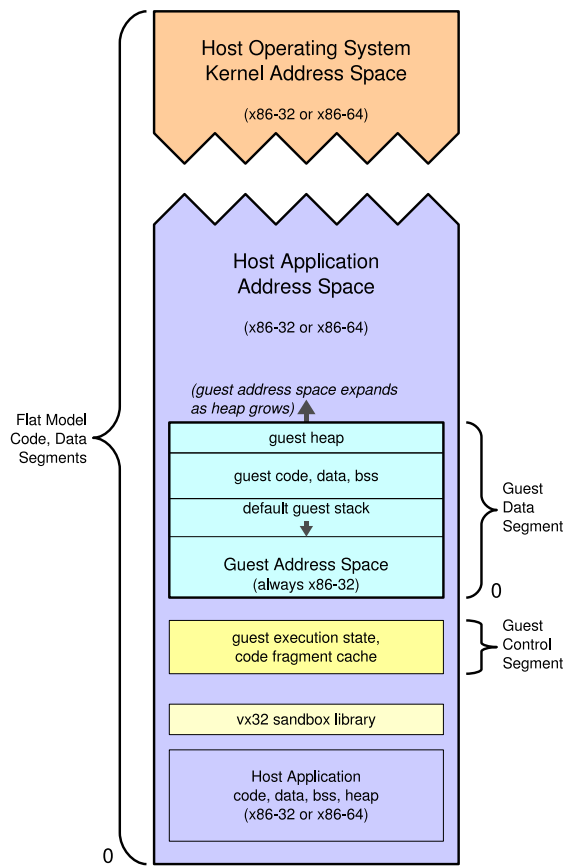 Host Operating System
Kernel Address Space
(x86-32 or x86-64)
Host Application
Address Space
(x86-32 or x86-64)
(guest address space expands
as heap grows)
guest heap
guest code, data, bss
default guest stack
Guest Address Space
(always x86-32)
guest execution state,
code fragment cache
vx32 sandbox library
Host Application
code, data, bss, heap
(x86-32 or x86-64)
Flat Model
Code, Data
Segments
0
Guest
Data
Segment
0
Guest
Control
Segment